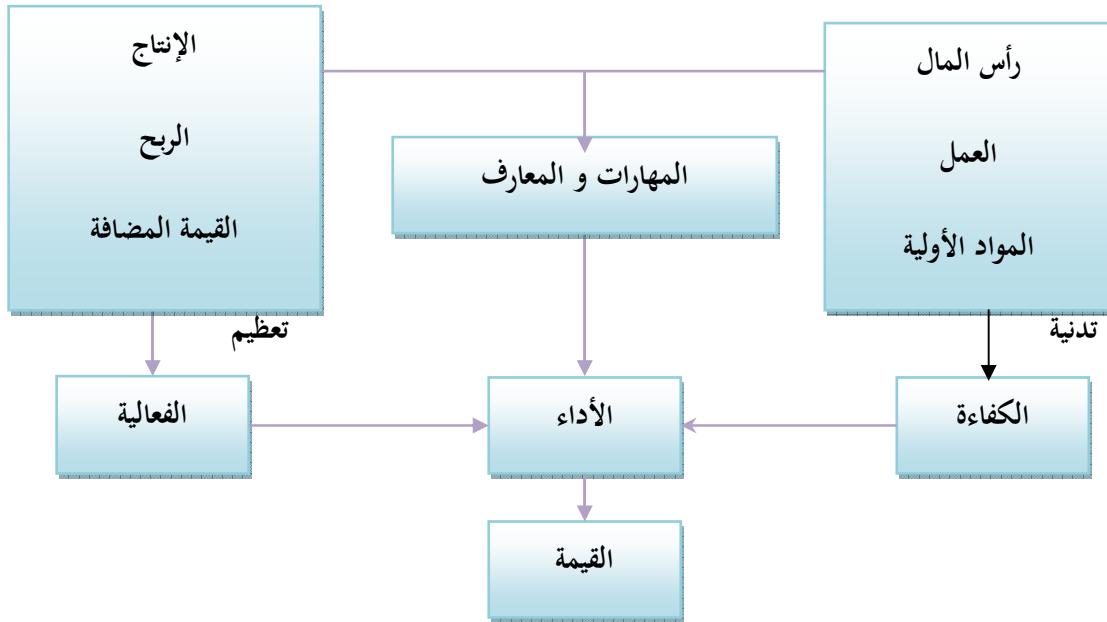 رأس المال
العمل
المواد الأولية
الإنتاج
الربح
القيمة المضافة
المهارات و المعارف
تدنية
تعظيم
الكفاءة
الأداء
الفعالية
القيمة